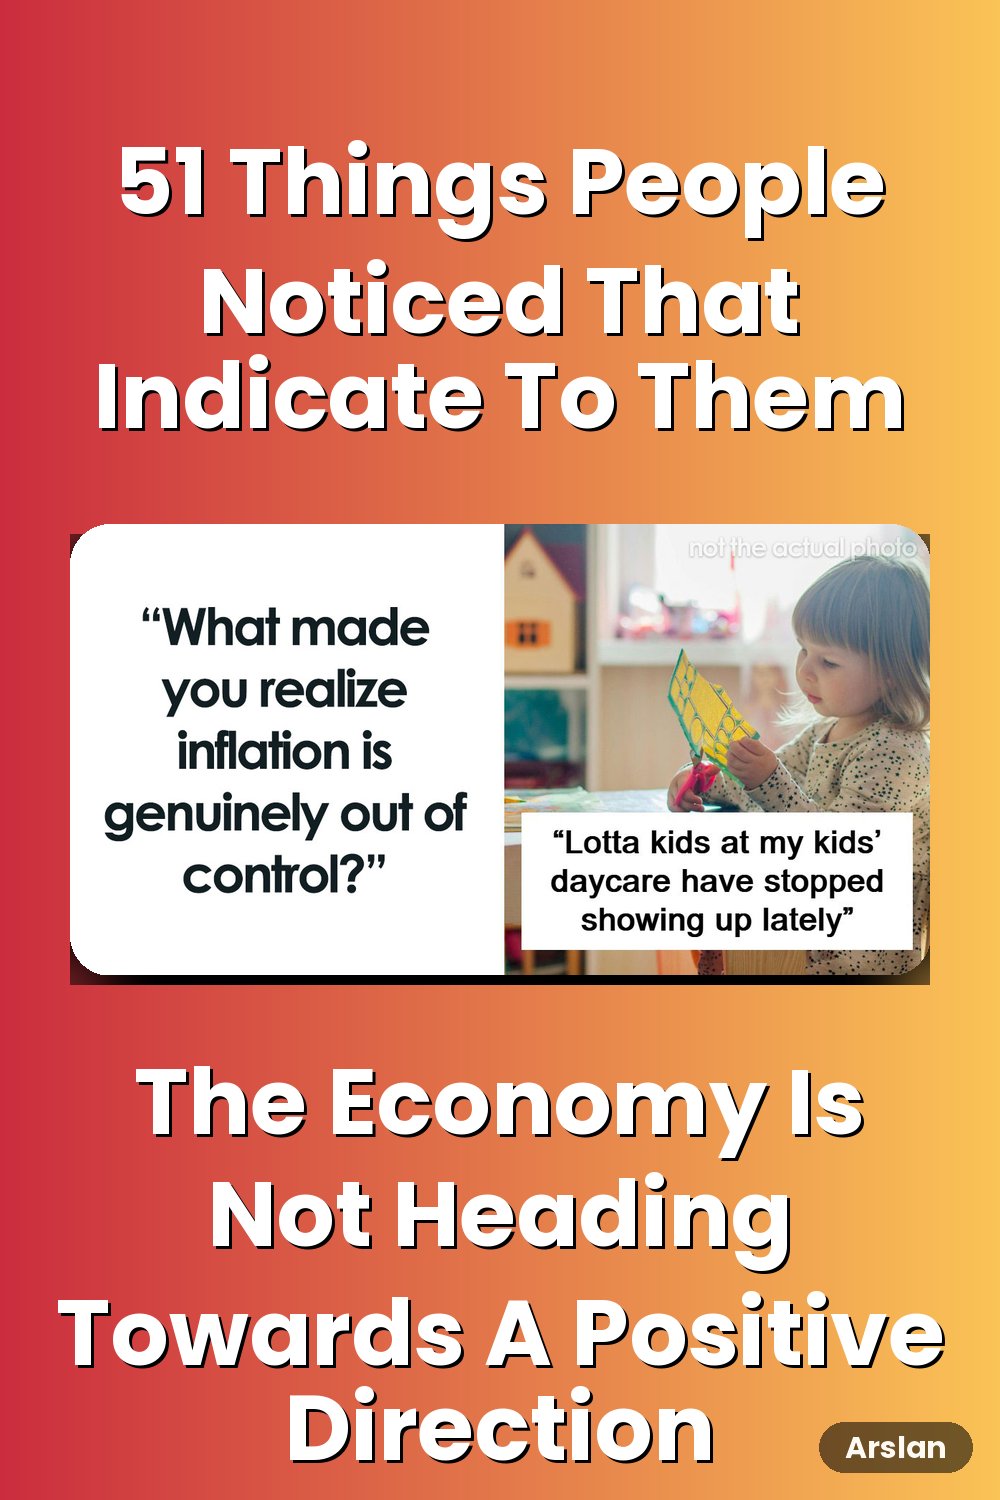 51 Things People
Noticed That
Indicate To Them
not the actual photo
“What made
you realize
inflation is
genuinely out of
control?”
“Lotta kids at my kids’
daycare have stopped
showing up lately”
The Economy Is
Not Heading
Towards A Positive
Direction
Arslan